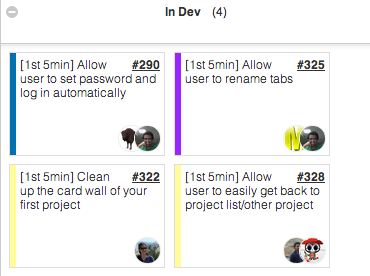 In Dev (4)
[1st 5min] Allow #290
user to set password and
log in automatically
[1st 5min] Allow #325
user to rename tabs
[1st 5min] Clean #322
up the card wall of your
first project
[1st 5min] Allow #328
user to easily get back to
project list/other project